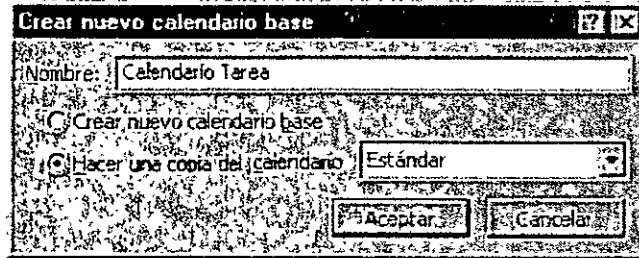 Crear nuevo calendario base
Nombre: Calendario Tarea
Crear nuevo calendario base
Hacer una copia del calendario Estándar
Aceptar Cancelar